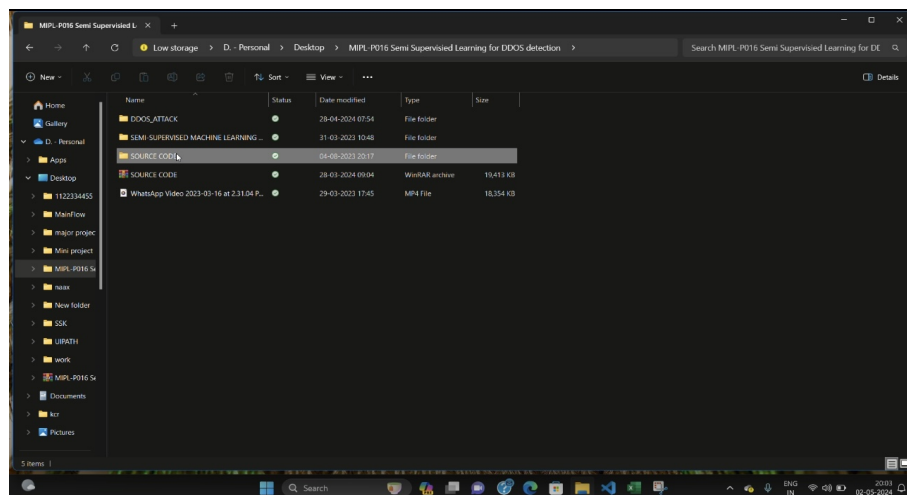 MIPL-P016 Semi Supervisied L
Low storage > D. - Personal > Desktop > MIPL-P016 Semi Supervisied Learning for DDOS detection >
Search MIPL-P016 Semi Supervisied Learning for DE
New
Sort
View
Details
Home
Gallery
D. - Personal
Apps
Desktop
1122334455
MainFlow
major projec
Mini project
MIPL-P016 Se
naax
New folder
SSK
UIPATH
work
MIPL-P016 Se
Documents
kcr
Pictures
Name Status Date modified Type Size
DDOS_ATTACK 28-04-2024 07:54 File folder
SEMI-SUPERVISED MACHINE LEARNING ... 31-03-2023 10:48 File folder
SOURCE CODE 04-08-2023 20:17 File folder
SOURCE CODE 28-03-2024 09:04 WinRAR archive 19,413 KB
WhatsApp Video 2023-03-16 at 2.31.04 P... 29-03-2023 17:45 MP4 File 18,354 KB
5 items
Search
ENG
IN
20:03
02-05-2024